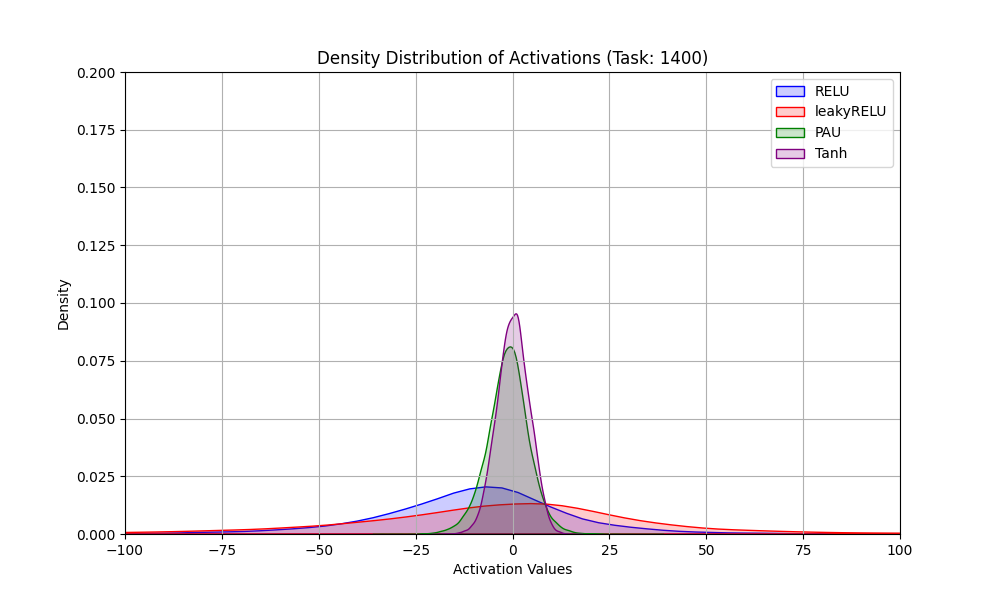 Density Distribution of Activations (Task: 1400)
0.200
0.175
0.150
0.125
0.100
0.075
0.050
0.025
0.000
Density
RELU
leakyRELU
PAU
Tanh
−100
−75
−50
−25
0
25
50
75
100
Activation Values